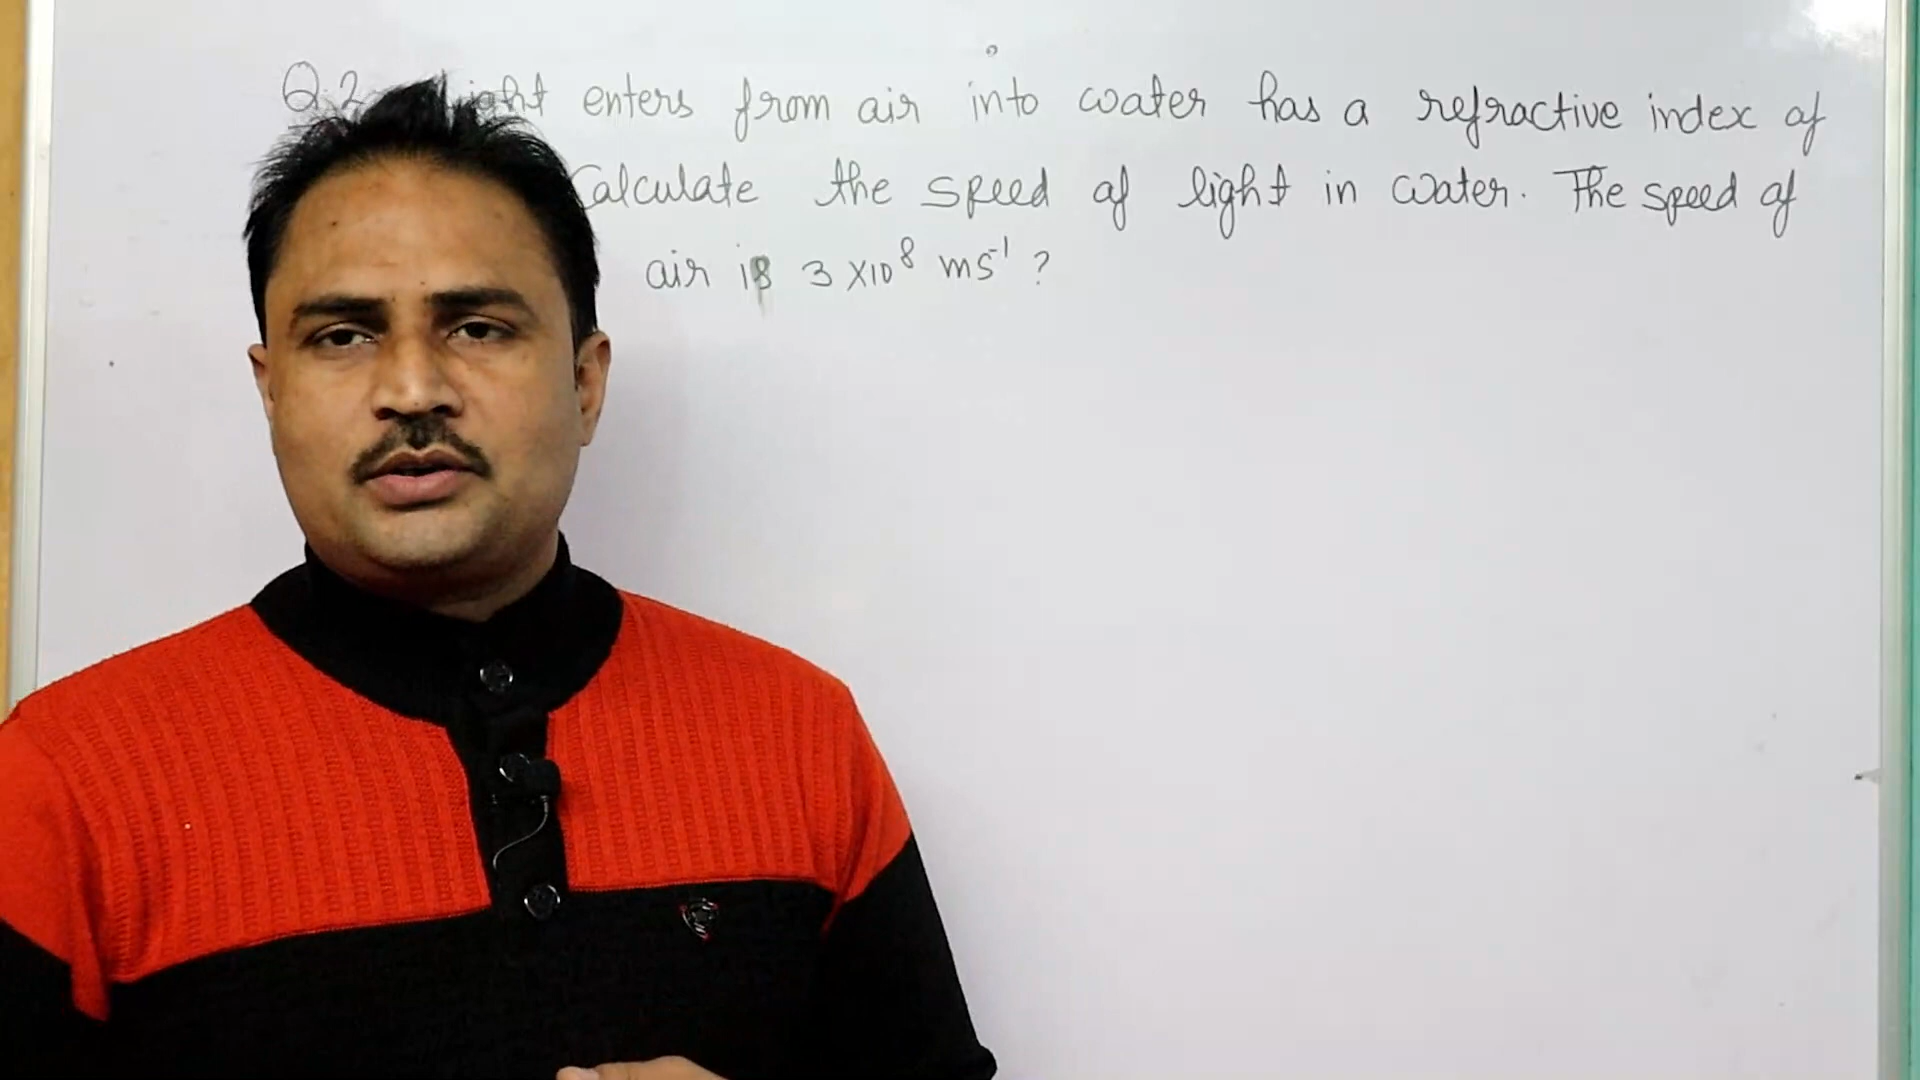 Q.2 light enters from air into water has a refractive index of
Calculate the speed of light in water. The speed of
air is 3 x10⁸ ms⁻¹ ?